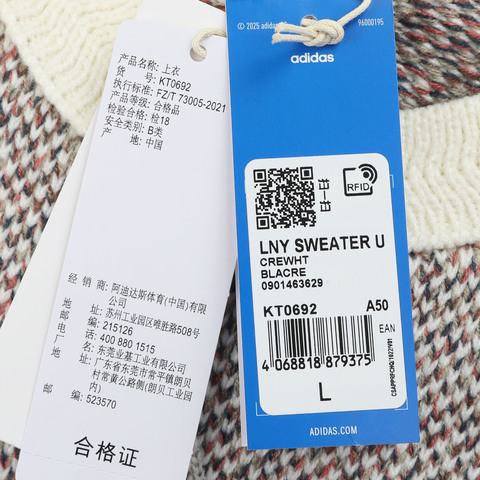 产品名称: 上衣
货 号: KT0692
执行标准: FZ/T 73005-2021
产品等级: 合格品
检验合格: 检18
安全类别: B类
产 地: 中国
经 销 商: 阿迪达斯体育(中国)有限公司
地 址: 苏州工业园区唯胜路508号
邮 编: 215126
电 话: 400 880 1515
名 称: 东莞业基工业有限公司
地 址: 广东省东莞市常平镇朗贝村常黄公路侧(朗贝工业园内)
邮 编: 523570
合格证
© 2025 adidas
96000195
adidas
RFID
LNY SWEATER U
CREWHT
BLACRE
0901463629
KT0692 A50
EAN
4 068818 879375
L
ADIDAS.COM